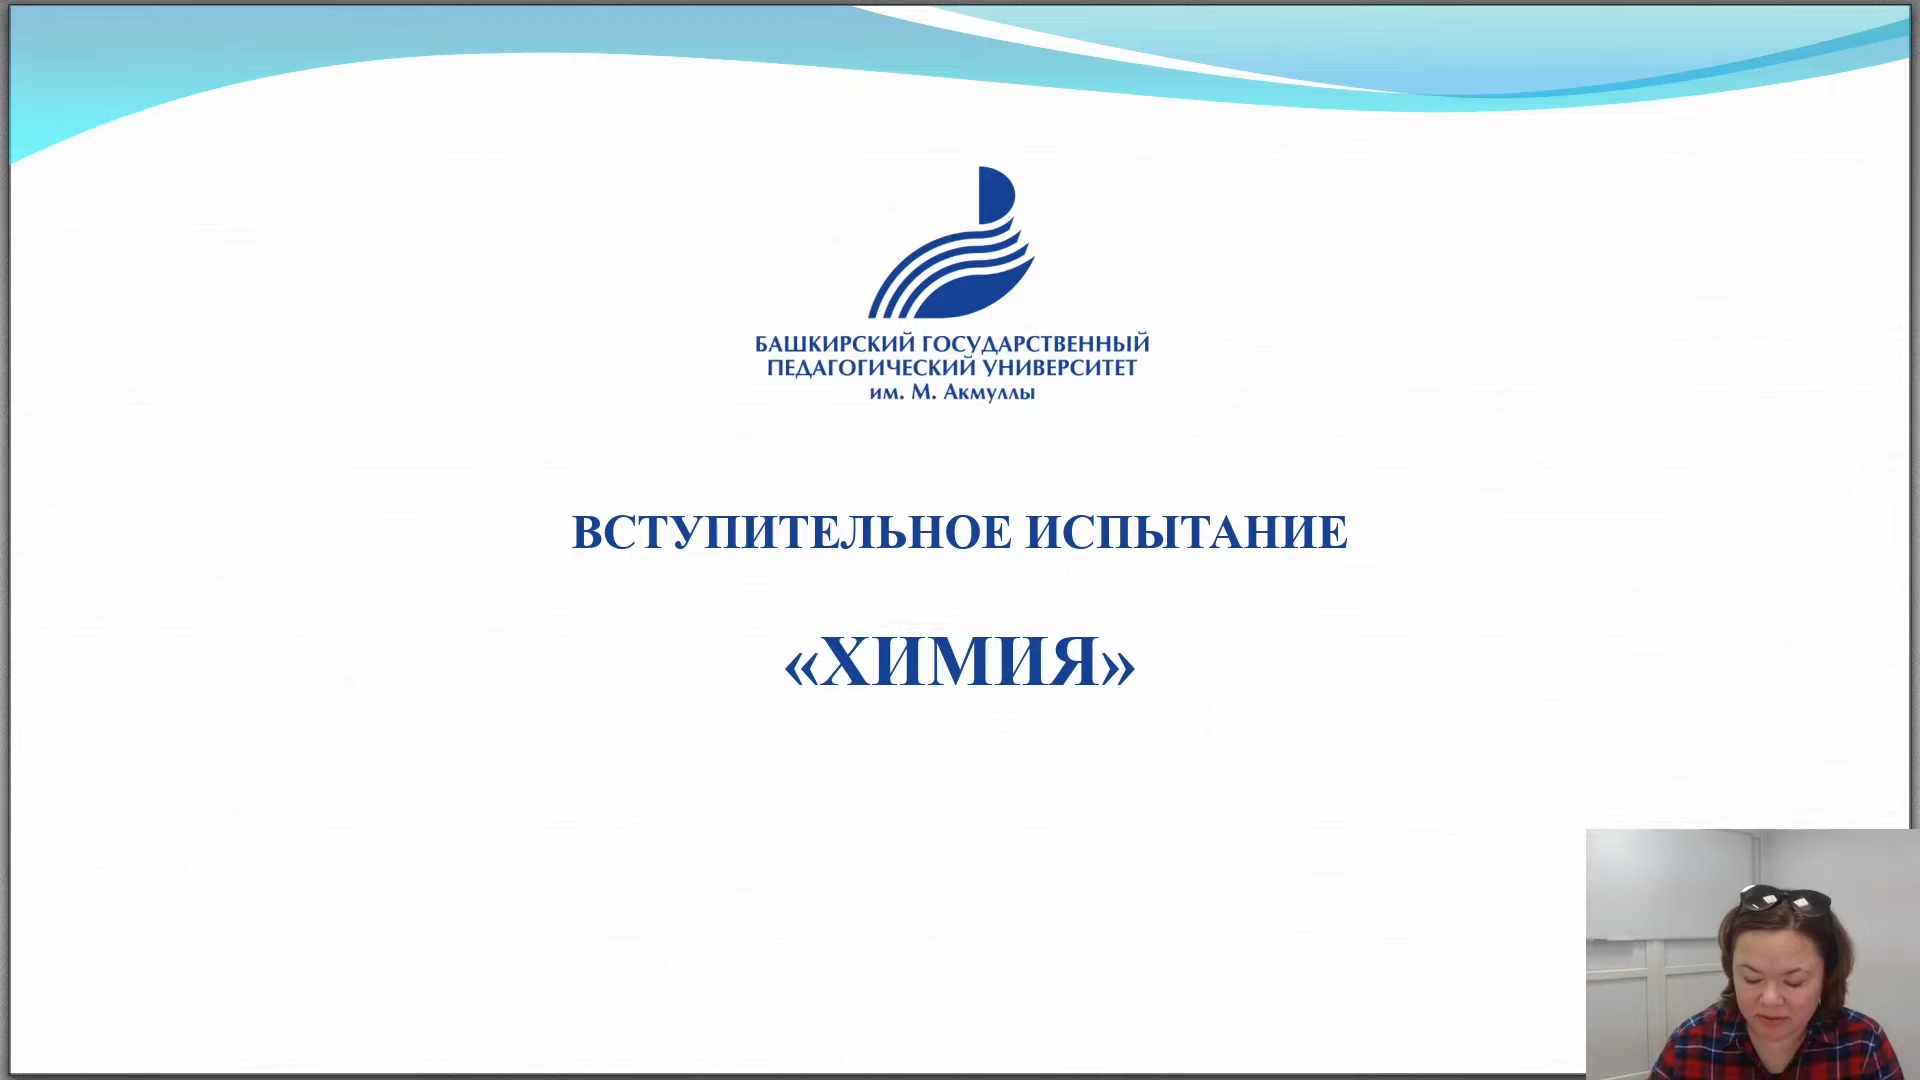 БАШКИРСКИЙ ГОСУДАРСТВЕННЫЙ
ПЕДАГОГИЧЕСКИЙ УНИВЕРСИТЕТ
им. М. Акмуллы
ВСТУПИТЕЛЬНОЕ ИСПЫТАНИЕ
«ХИМИЯ»